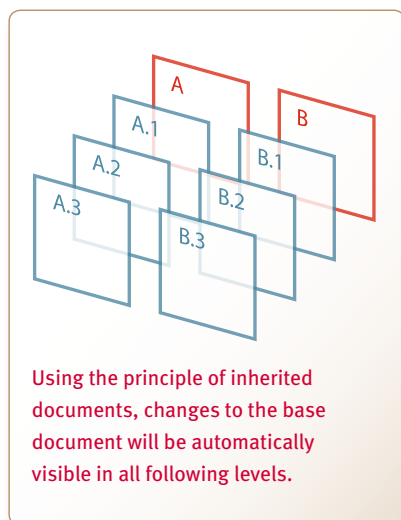 A
B
A.1
B.1
A.2
B.2
A.3
B.3
Using the principle of inherited
documents, changes to the base
document will be automatically
visible in all following levels.